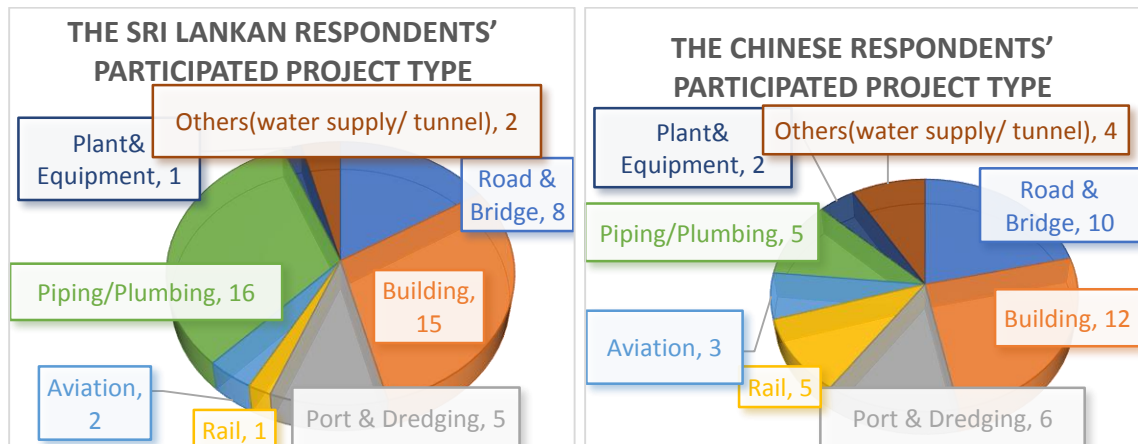 THE SRI LANKAN RESPONDENTS'
PARTICIPATED PROJECT TYPE
Others(water supply/ tunnel), 2
Plant&
Equipment, 1
Road &
Bridge, 8
Piping/Plumbing, 16
Building,
15
Aviation,
2
Rail, 1
Port & Dredging, 5
THE CHINESE RESPONDENTS'
PARTICIPATED PROJECT TYPE
Others(water supply/ tunnel), 4
Plant&
Equipment, 2
Road &
Bridge, 10
Piping/Plumbing, 5
Building, 12
Aviation, 3
Rail, 5
Port & Dredging, 6